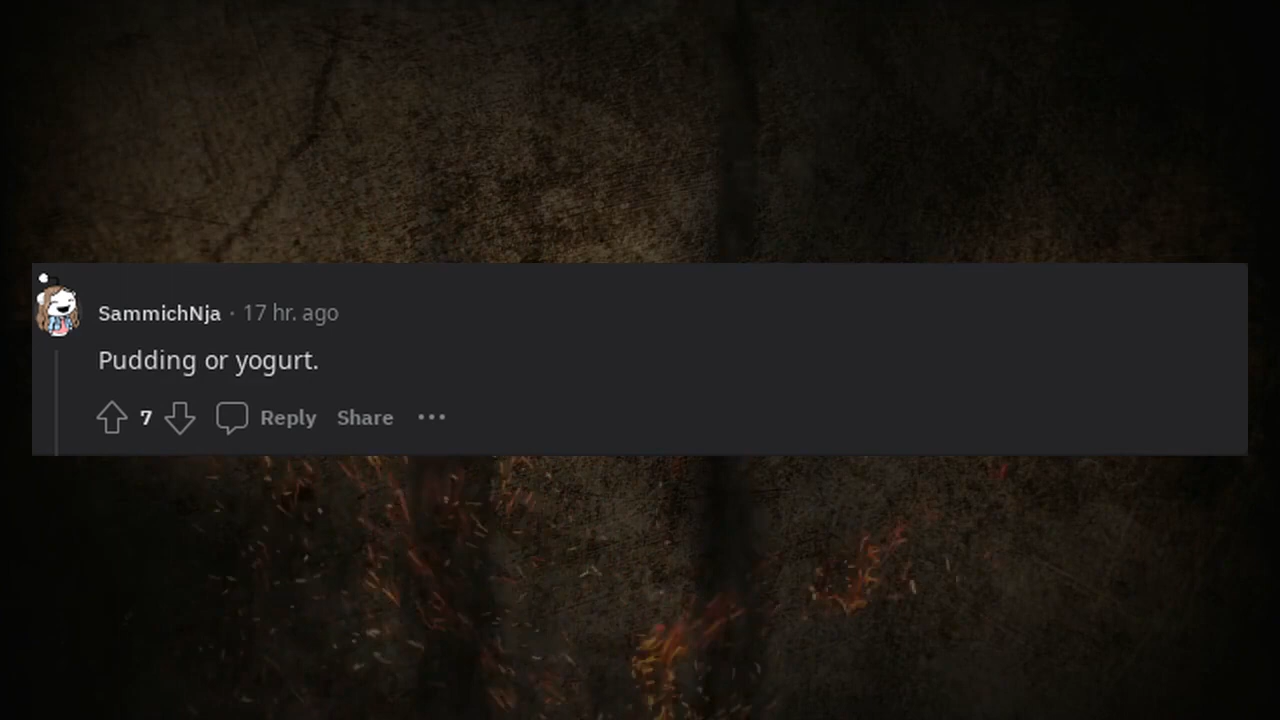 SammichNja · 17 hr. ago
Pudding or yogurt.
7 Reply Share ···